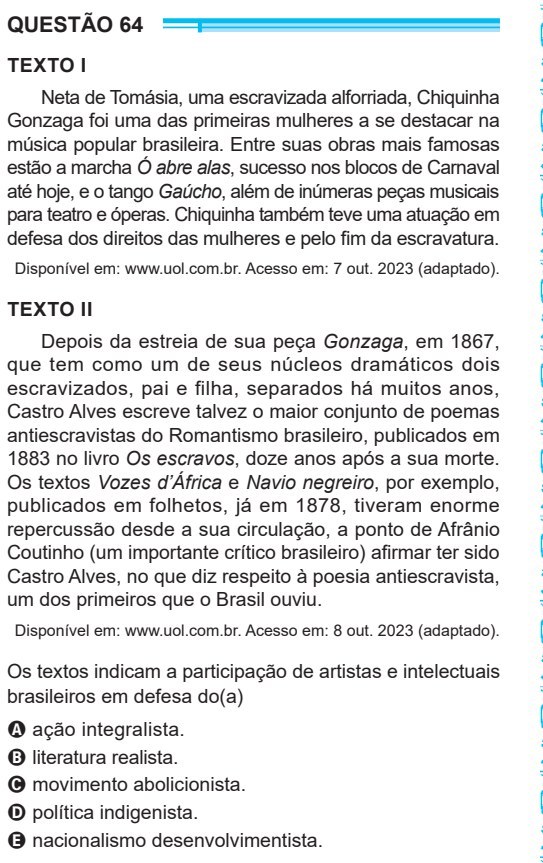 QUESTÃO 64
TEXTO I
Neta de Tomásia, uma escravizada alforriada, Chiquinha
Gonzaga foi uma das primeiras mulheres a se destacar na
música popular brasileira. Entre suas obras mais famosas
estão a marcha Ó abre alas, sucesso nos blocos de Carnaval
até hoje, e o tango Gaúcho, além de inúmeras peças musicais
para teatro e óperas. Chiquinha também teve uma atuação em
defesa dos direitos das mulheres e pelo fim da escravatura.
Disponível em: www.uol.com.br. Acesso em: 7 out. 2023 (adaptado).
TEXTO II
Depois da estreia de sua peça Gonzaga, em 1867,
que tem como um de seus núcleos dramáticos dois
escravizados, pai e filha, separados há muitos anos,
Castro Alves escreve talvez o maior conjunto de poemas
antiescravistas do Romantismo brasileiro, publicados em
1883 no livro Os escravos, doze anos após a sua morte.
Os textos Vozes d’África e Navio negreiro, por exemplo,
publicados em folhetos, já em 1878, tiveram enorme
repercussão desde a sua circulação, a ponto de Afrânio
Coutinho (um importante crítico brasileiro) afirmar ter sido
Castro Alves, no que diz respeito à poesia antiescravista,
um dos primeiros que o Brasil ouviu.
Disponível em: www.uol.com.br. Acesso em: 8 out. 2023 (adaptado).
Os textos indicam a participação de artistas e intelectuais
brasileiros em defesa do(a)
A ação integralista.
B literatura realista.
C movimento abolicionista.
D política indigenista.
E nacionalismo desenvolvimentista.